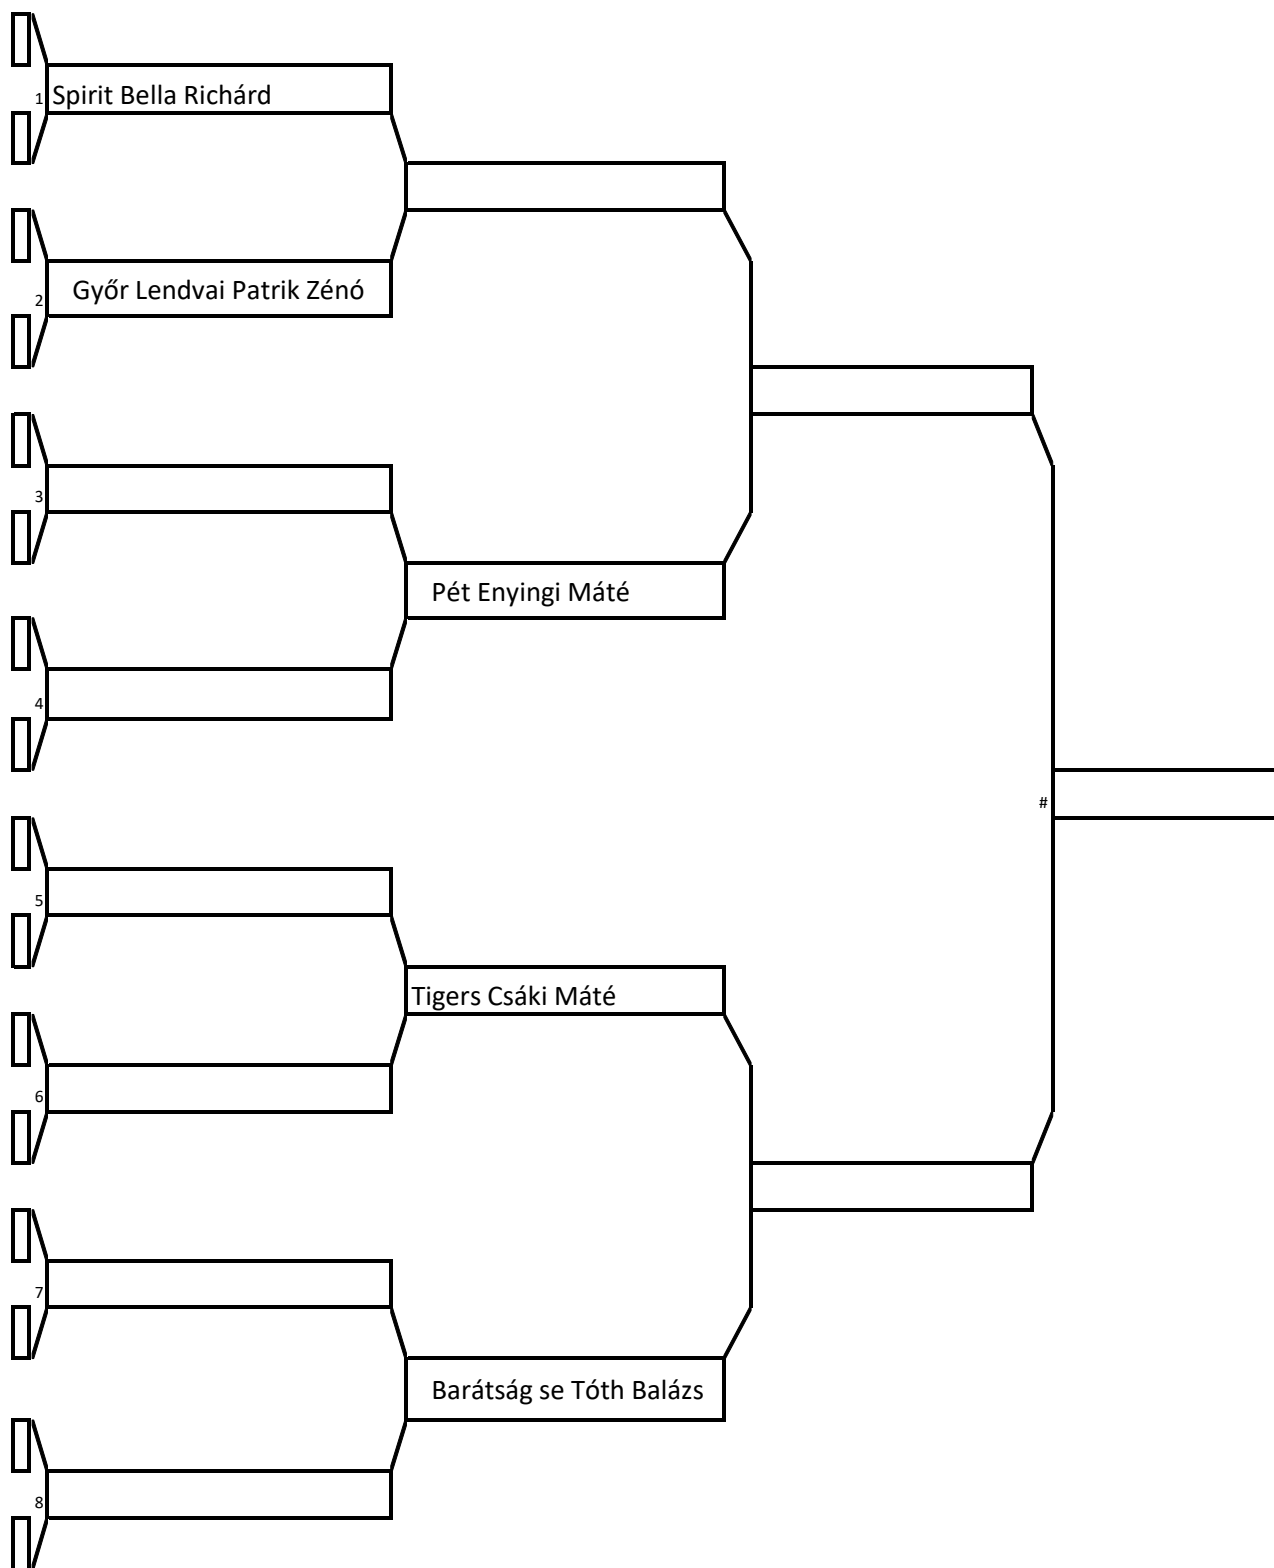 1 Spirit Bella Richárd
2 Győr Lendvai Patrik Zénó
3
Pét Enyingi Máté
4
#
5
Tigers Csáki Máté
6
7
Barátság se Tóth Balázs
8